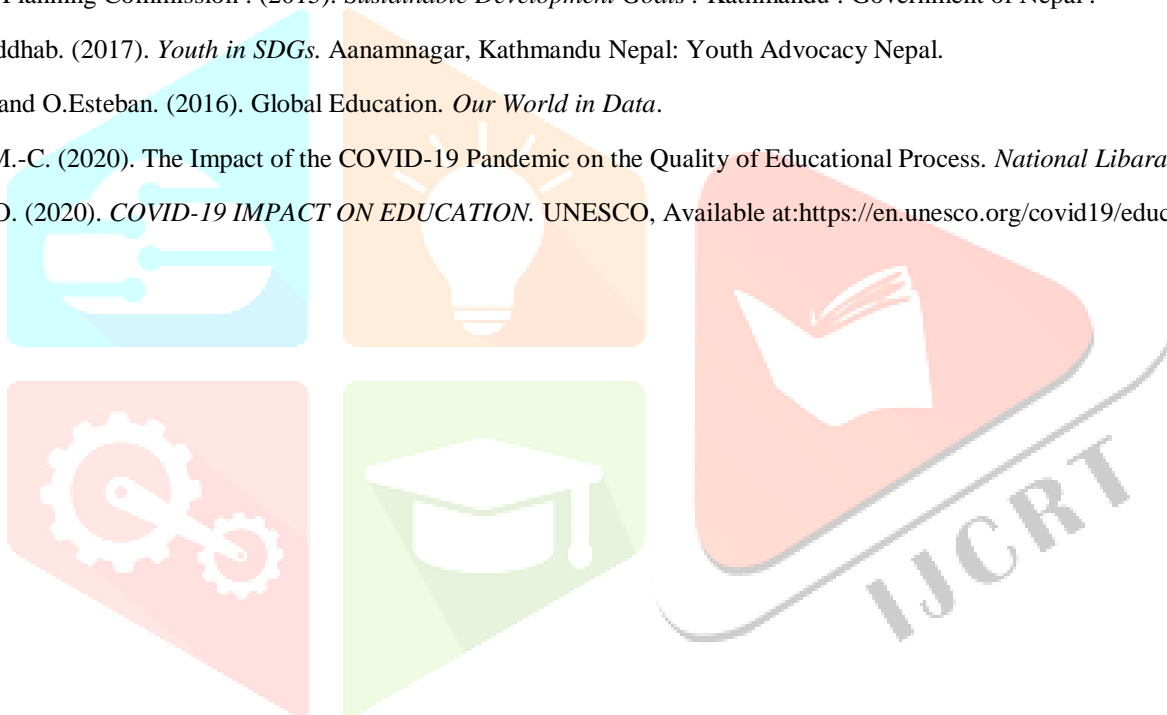 Planning Commission . (2015). Sustainable Development Goals . Kathmandu : Government of Nepal .
ddhab. (2017). Youth in SDGs. Aanamnagar, Kathmandu Nepal: Youth Advocacy Nepal.
and O.Esteban. (2016). Global Education. Our World in Data.
M.-C. (2020). The Impact of the COVID-19 Pandemic on the Quality of Educational Process. National Libara
(2020). COVID-19 IMPACT ON EDUCATION. UNESCO, Available at:https://en.unesco.org/covid19/educ
IJCRT